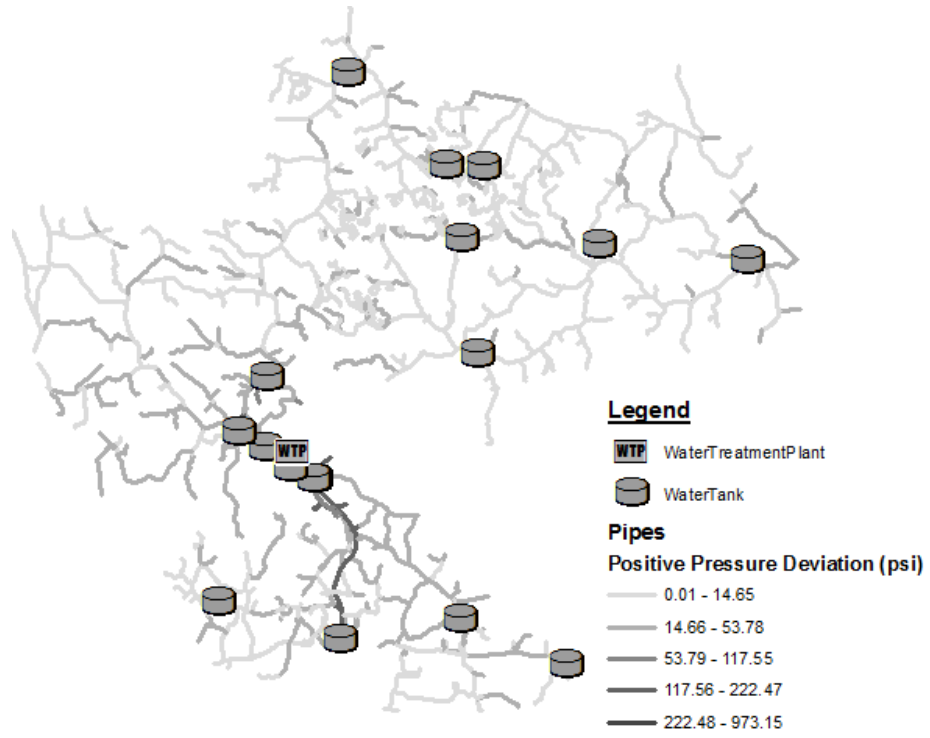 WTP
Legend
WTP WaterTreatmentPlant
WaterTank
Pipes
Positive Pressure Deviation (psi)
0.01 - 14.65
14.66 - 53.78
53.79 - 117.55
117.56 - 222.47
222.48 - 973.15